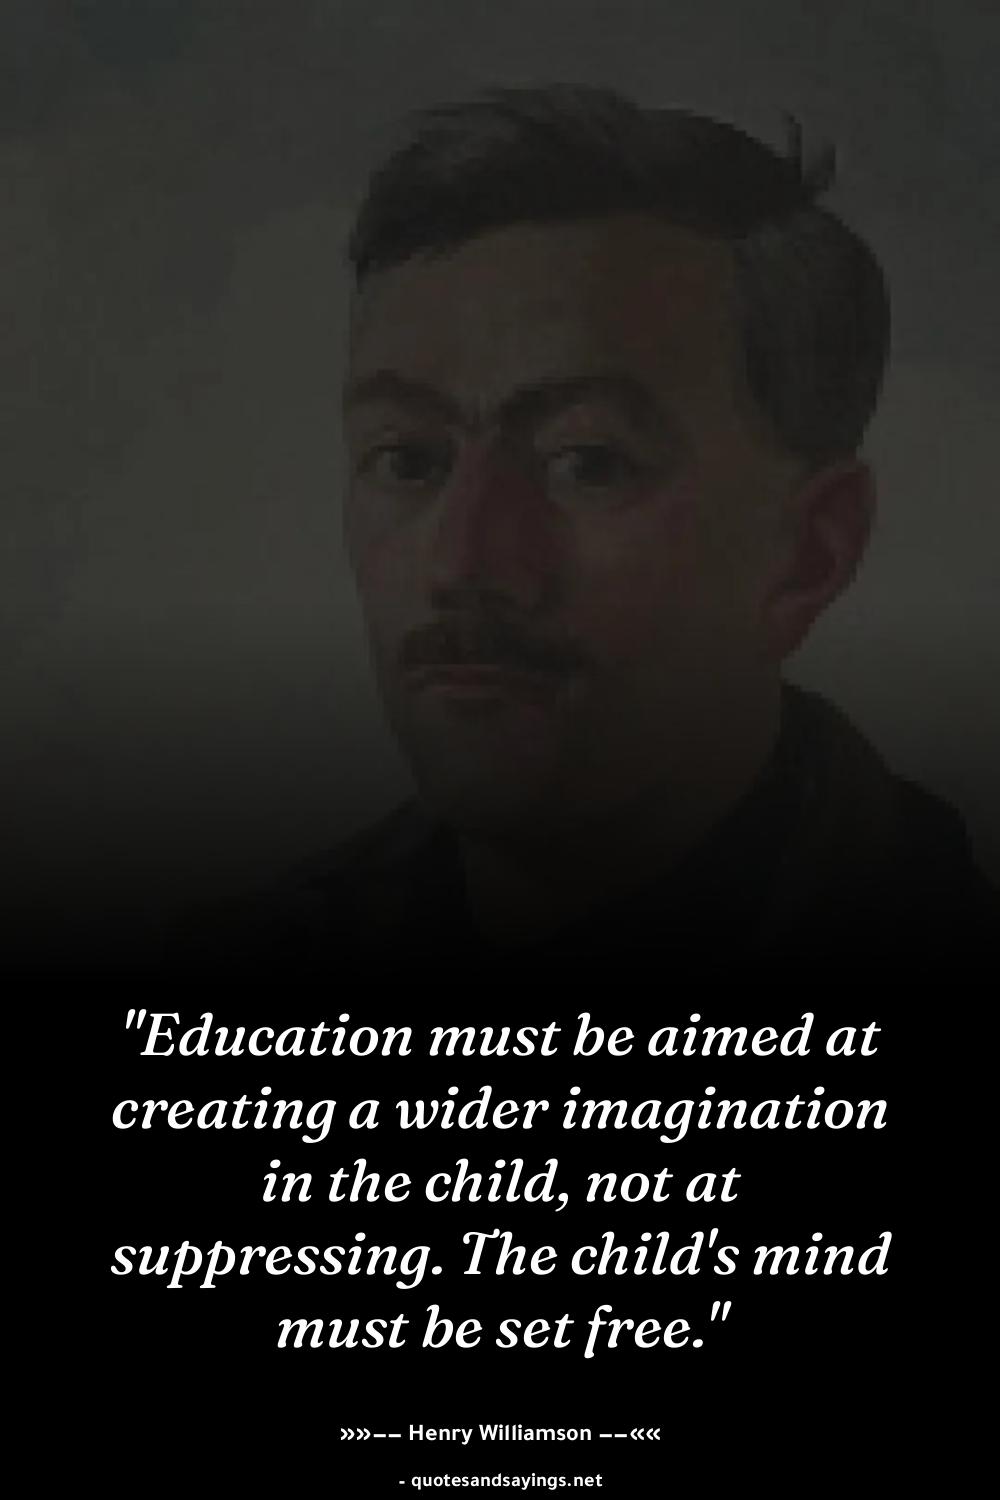 "Education must be aimed at
creating a wider imagination
in the child, not at
suppressing. The child's mind
must be set free."
»»–– Henry Williamson ––««
- quotesandsayings.net